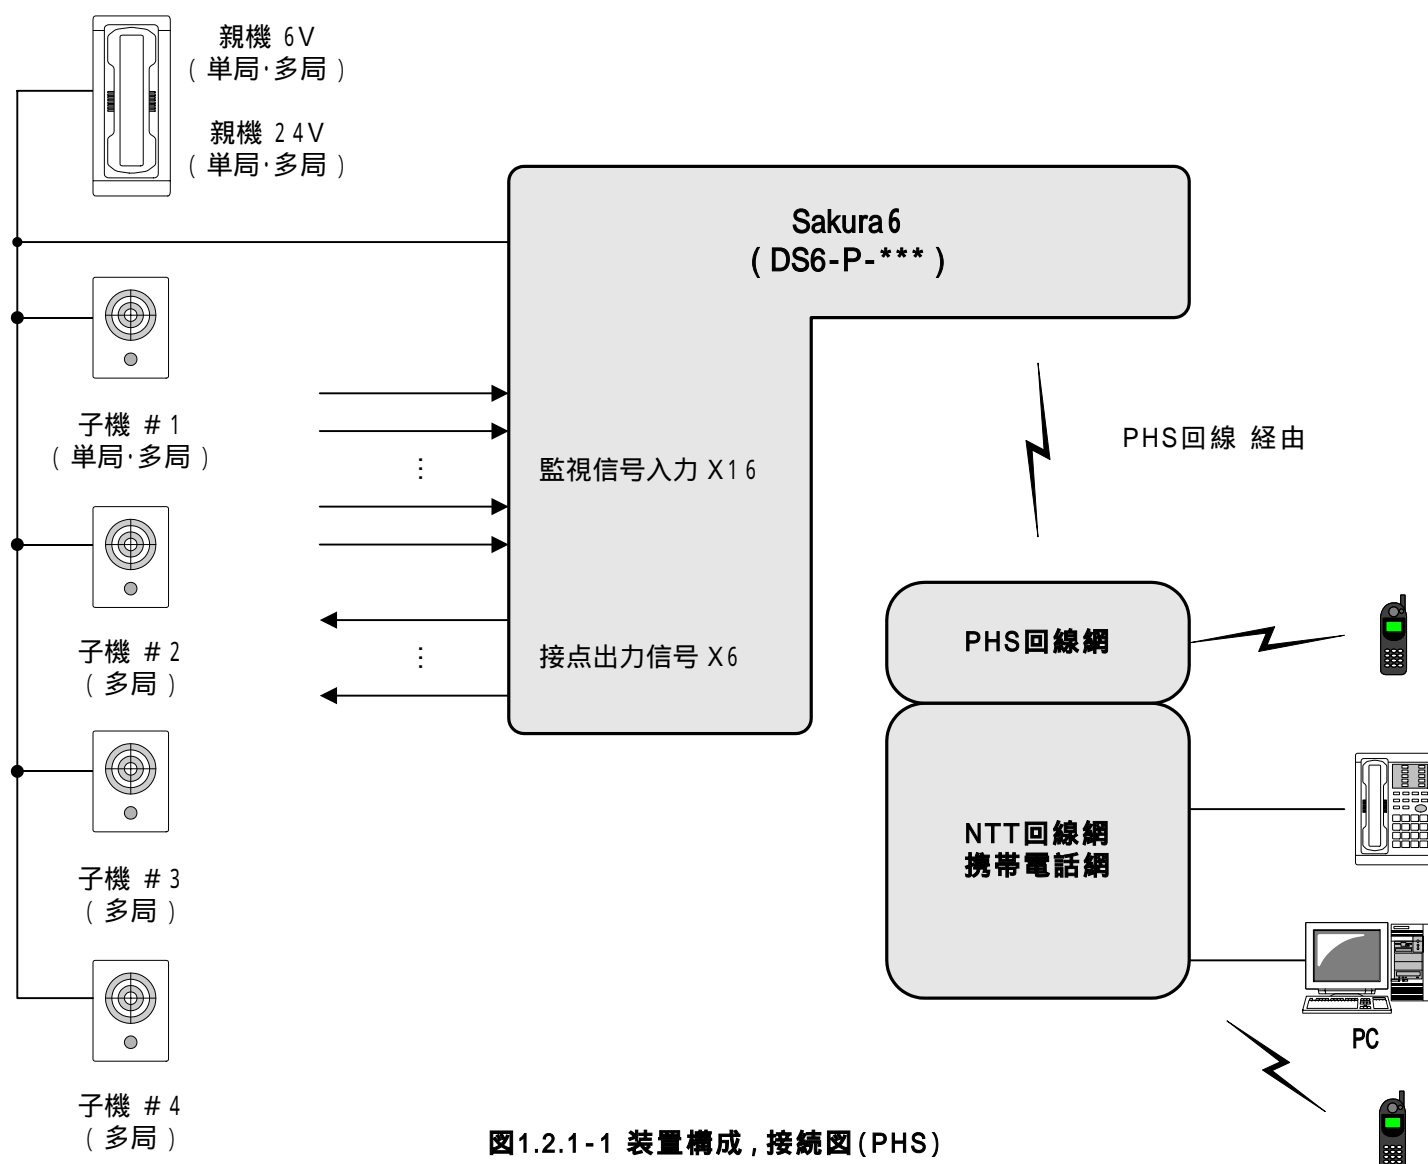 親機 6V
(単局・多局)
親機 24V
(単局・多局)
Sakura6
(DS6-P-***)
子機 #1
(単局・多局)
監視信号入力 X16
PHS回線 経由
子機 #2
(多局)
接点出力信号 X6
PHS回線網
子機 #3
(多局)
NTT回線網
携帯電話網
PC
子機 #4
(多局)
図1.2.1-1 装置構成,接続図(PHS)